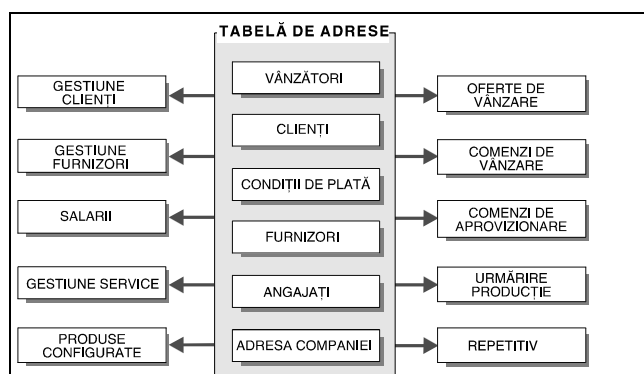 TABELĂ DE ADRESE
GESTIUNE
CLIENȚI
GESTIUNE
FURNIZORI
SALARII
GESTIUNE SERVICE
PRODUSE
CONFIGURATE
VÂNZĂTORI
CLIENȚI
CONDIȚII DE PLATĂ
FURNIZORI
ANGAJAȚI
ADRESA COMPANIEI
OFERTE DE
VÂNZARE
COMENZI DE
VÂNZARE
COMENZI DE
APROVIZIONARE
URMĂRIRE
PRODUCȚIE
REPETITIV